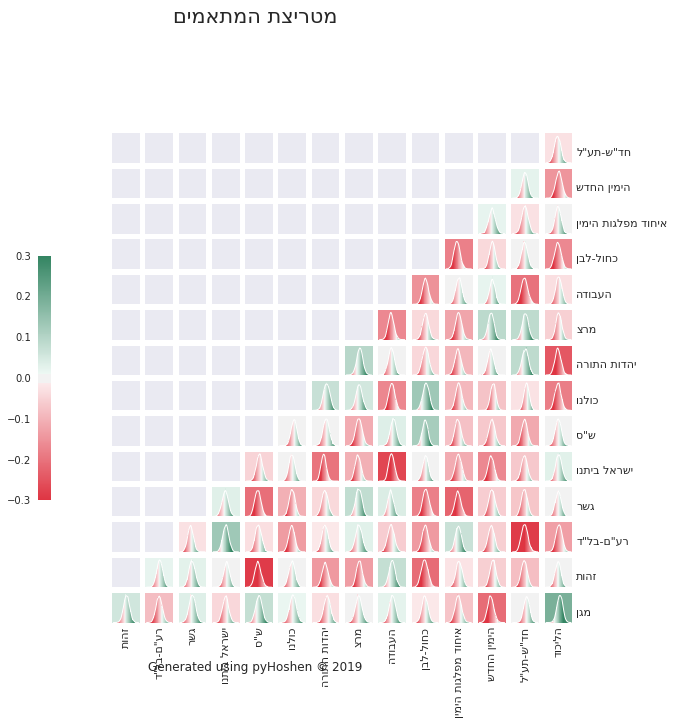 מטריצת המתאמים
חד"ש-תע"ל
הימין החדש
איחוד מפלגות הימין
כחול-לבן
העבודה
מרצ
יהדות התורה
כולנו
ש"ס
ישראל ביתנו
גשר
רע"ם-בל"ד
זהות
מגן
0.3
0.2
0.1
0.0
−0.1
−0.2
−0.3
זהות
רע"ם-בל"ד
גשר
ישראל ביתנו
ש"ס
כולנו
יהדות התורה
מרצ
העבודה
כחול-לבן
איחוד מפלגות הימין
הימין החדש
חד"ש-תע"ל
הליכוד
Generated using pyHoshen © 2019